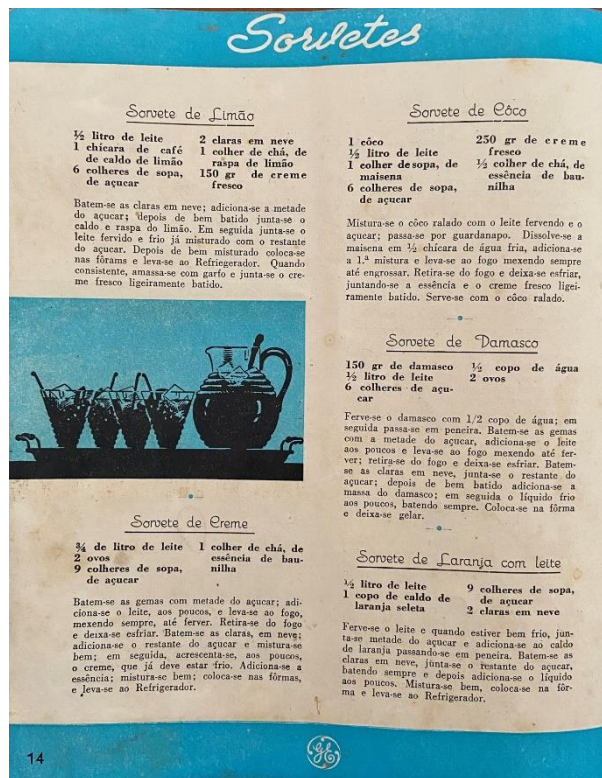 Sorvetes
Sorvete de Limão
½ litro de leite
1 chícara de café
de caldo de limão
6 colheres de sopa,
de açucar
2 claras em neve
1 colher de chá, de
raspa de limão
150 gr de creme
fresco
Batem-se as claras em neve; adiciona-se a metade
do açucar; depois de bem batido junta-se o
caldo e raspa do limão. Em seguida junta-se o
leite fervido e frio já misturado com o restante
do açucar. Depois de bem misturado coloca-se
nas fôrams e leva-se ao Refriegerador. Quando
consistente, amassa-se com garfo e junta-se o cre-
me fresco ligeiramente batido.
Sorvete de Creme
¾ de litro de leite
2 ovos
9 colheres de sopa,
de açucar
1 colher de chá, de
essência de bau-
nilha
Batem-se as gemas com metade do açucar; adi-
ciona-se o leite, aos poucos, e leva-se ao fogo,
mexendo sempre, até ferver. Retira-se do fogo
e deixa-se esfriar. Batem-se as claras, em neve;
adiciona-se o restante do açucar e mistura-se
bem; em seguida, acrescenta-se, aos poucos,
o creme, que já deve estar frio. Adiciona-se a
essência; mistura-se bem; coloca-se nas fôrmas,
e leva-se ao Refrigerador.
Sorvete de Côco
1 côco
½ litro de leite
1 colher de sopa, de
maisena
6 colheres de sopa,
de açucar
250 gr de creme
fresco
½ colher de chá, de
essência de bau-
nilha
Mistura-se o côco ralado com o leite fervendo e o
açucar; passa-se por guardanapo. Dissolve-se a
maisena em ½ chícara de água fria, adiciona-se
a 1.ª mistura e leva-se ao fogo mexendo sempre
até engrossar. Retira-se do fogo e deixa-se esfriar,
juntando-se a essência e o creme fresco ligei-
ramente batido. Serve-se com o côco ralado.
Sorvete de Damasco
150 gr de damasco
½ litro de leite
6 colheres de açu-
car
½ copo de água
2 ovos
Ferve-se o damasco com 1/2 copo de água; em
seguida passa-se em peneira. Batem-se as gemas
com a metade do açucar, adiciona-se o leite
aos poucos e leva-se ao fogo mexendo até fer-
ver; retira-se do fogo e deixa-se esfriar. Batem-
se as claras em neve, junta-se o restante do
açucar; depois de bem batido adiciona-se a
massa do damasco; em seguida o líquido frio
aos poucos, batendo sempre. Coloca-se na fôrma
e deixa-se gelar.
Sorvete de Laranja com leite
½ litro de leite
1 copo de caldo de
laranja seleta
9 colheres de sopa,
de açucar
2 claras em neve
Ferve-se o leite e quando estiver bem frio, jun-
ta-se metade do açucar e adiciona-se ao caldo
de laranja passando-se em peneira. Batem-se as
claras em neve, junta-se o restante do açucar,
batendo sempre e depois adiciona-se o líquido
aos poucos. Mistura-se bem, coloca-se na fôr-
ma e leva-se ao Refrigerador.
14
GE